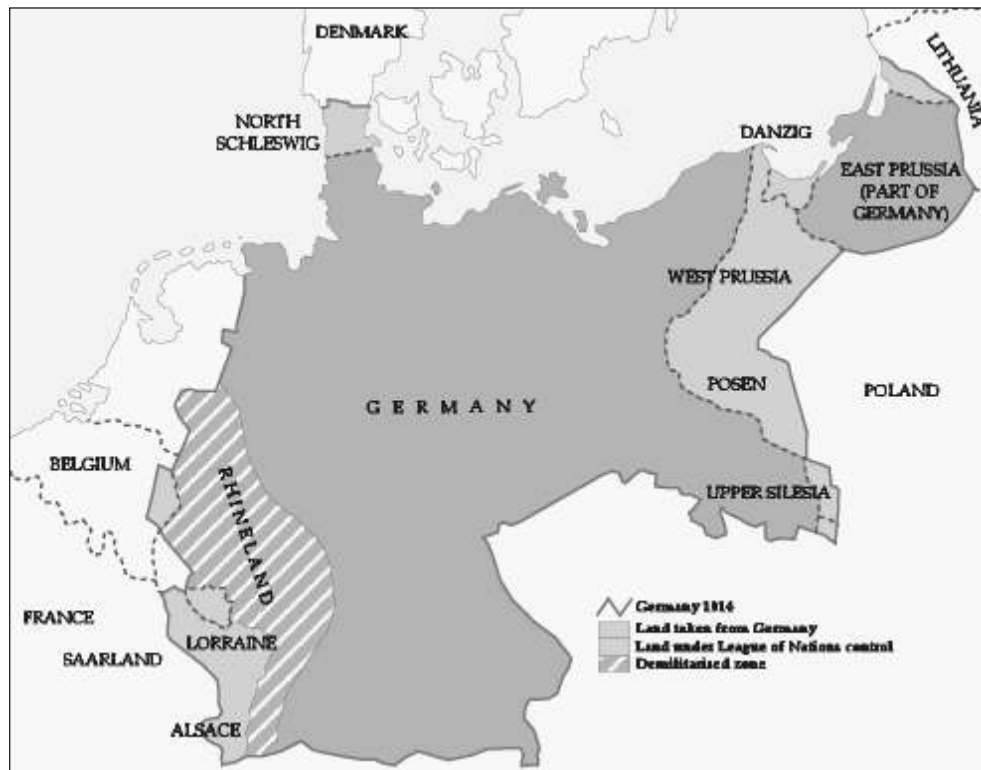 DENMARK
LITHUANIA
NORTH
SCHLESWIG
DANZIG
EAST PRUSSIA
(PART OF
GERMANY)
WEST PRUSSIA
GERMANY
POSEN
POLAND
BELGIUM
RHINELAND
UPPER SILESIA
FRANCE
LORRAINE
SAARLAND
ALSACE
Germany 1914
Land taken from Germany
Land under League of Nations control
Demilitarised zone